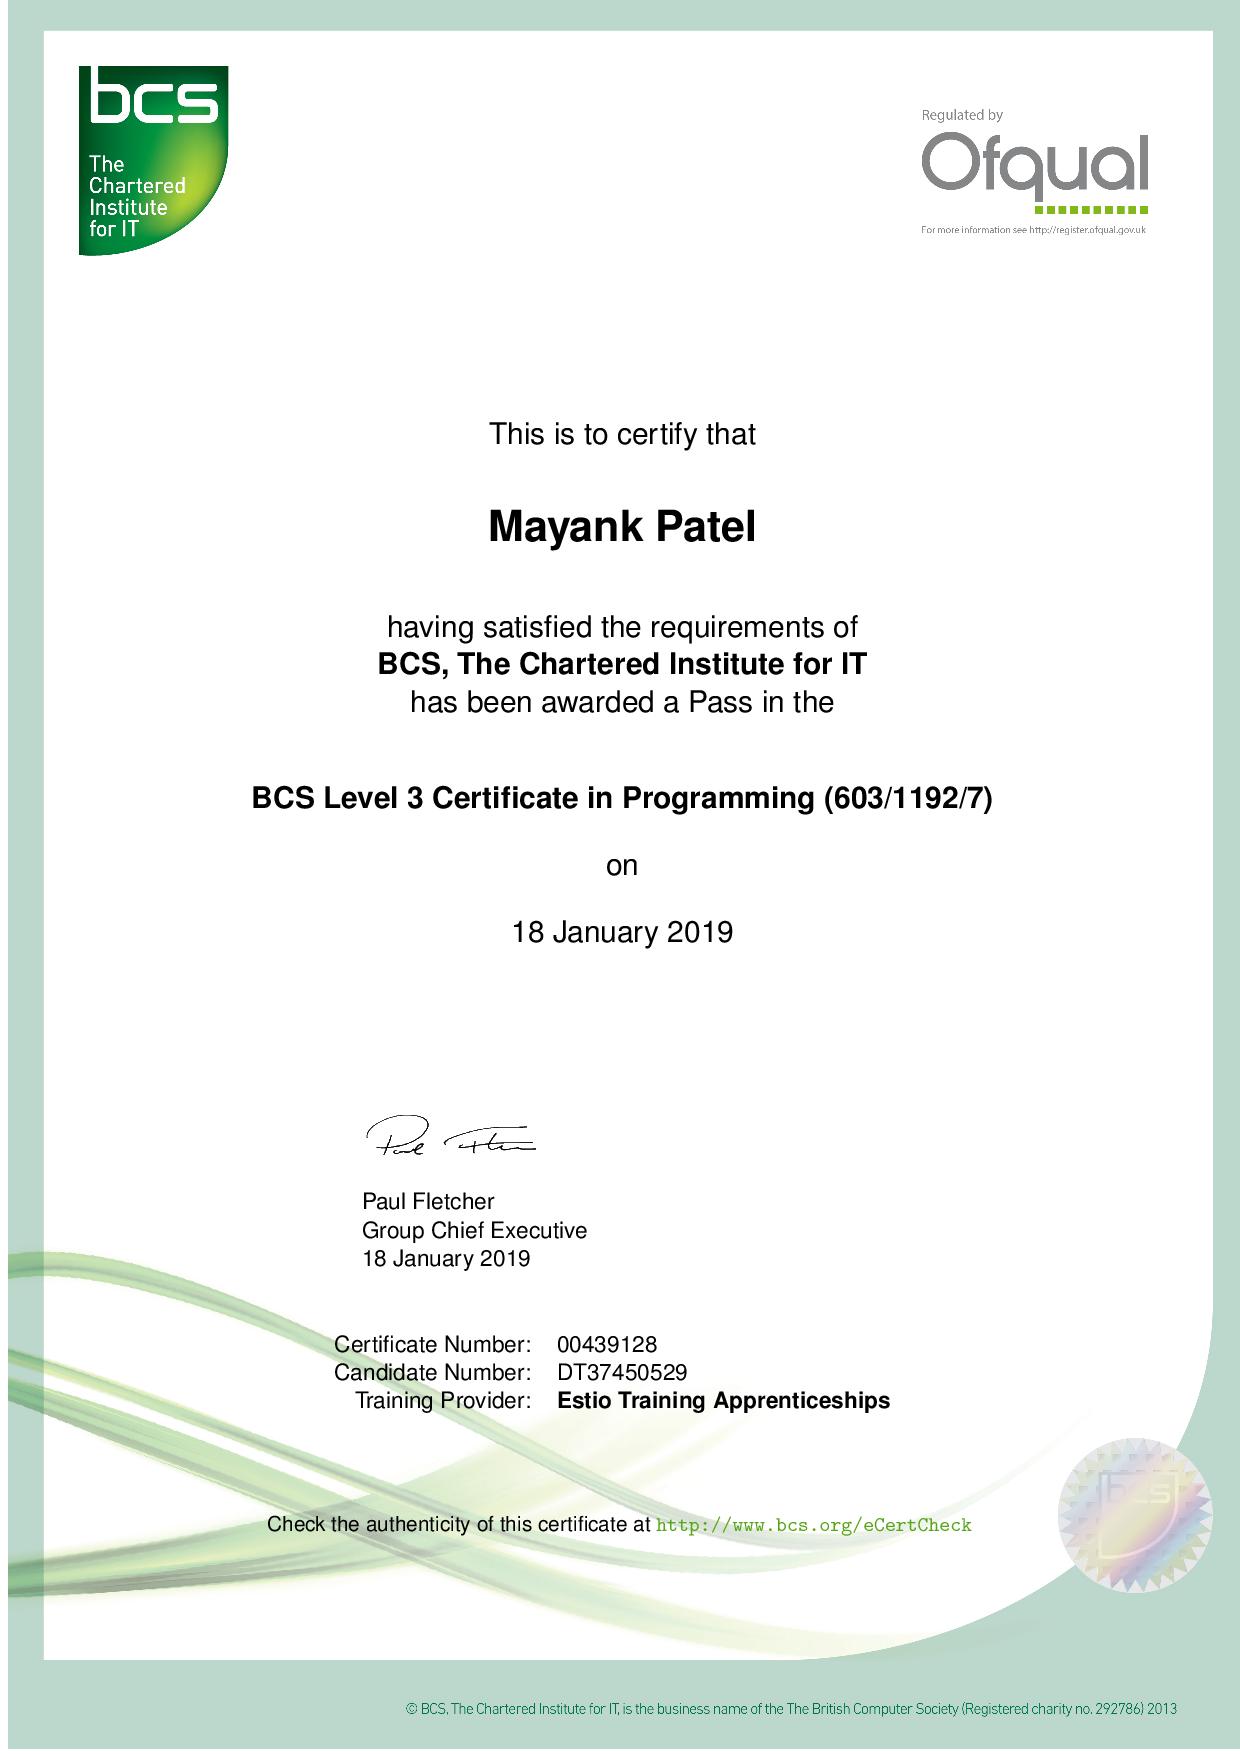 bcs
The
Chartered
Institute
for IT
Regulated by
Ofqual
For more information see http://register.ofqual.gov.uk
This is to certify that
Mayank Patel
having satisfied the requirements of
BCS, The Chartered Institute for IT
has been awarded a Pass in the
BCS Level 3 Certificate in Programming (603/1192/7)
on
18 January 2019
Paul Fletcher
Group Chief Executive
18 January 2019
Certificate Number: 00439128
Candidate Number: DT37450529
Training Provider: Estio Training Apprenticeships
Check the authenticity of this certificate at http://www.bcs.org/eCertCheck
bcs
© BCS, The Chartered Institute for IT, is the business name of the The British Computer Society (Registered charity no. 292786) 2013